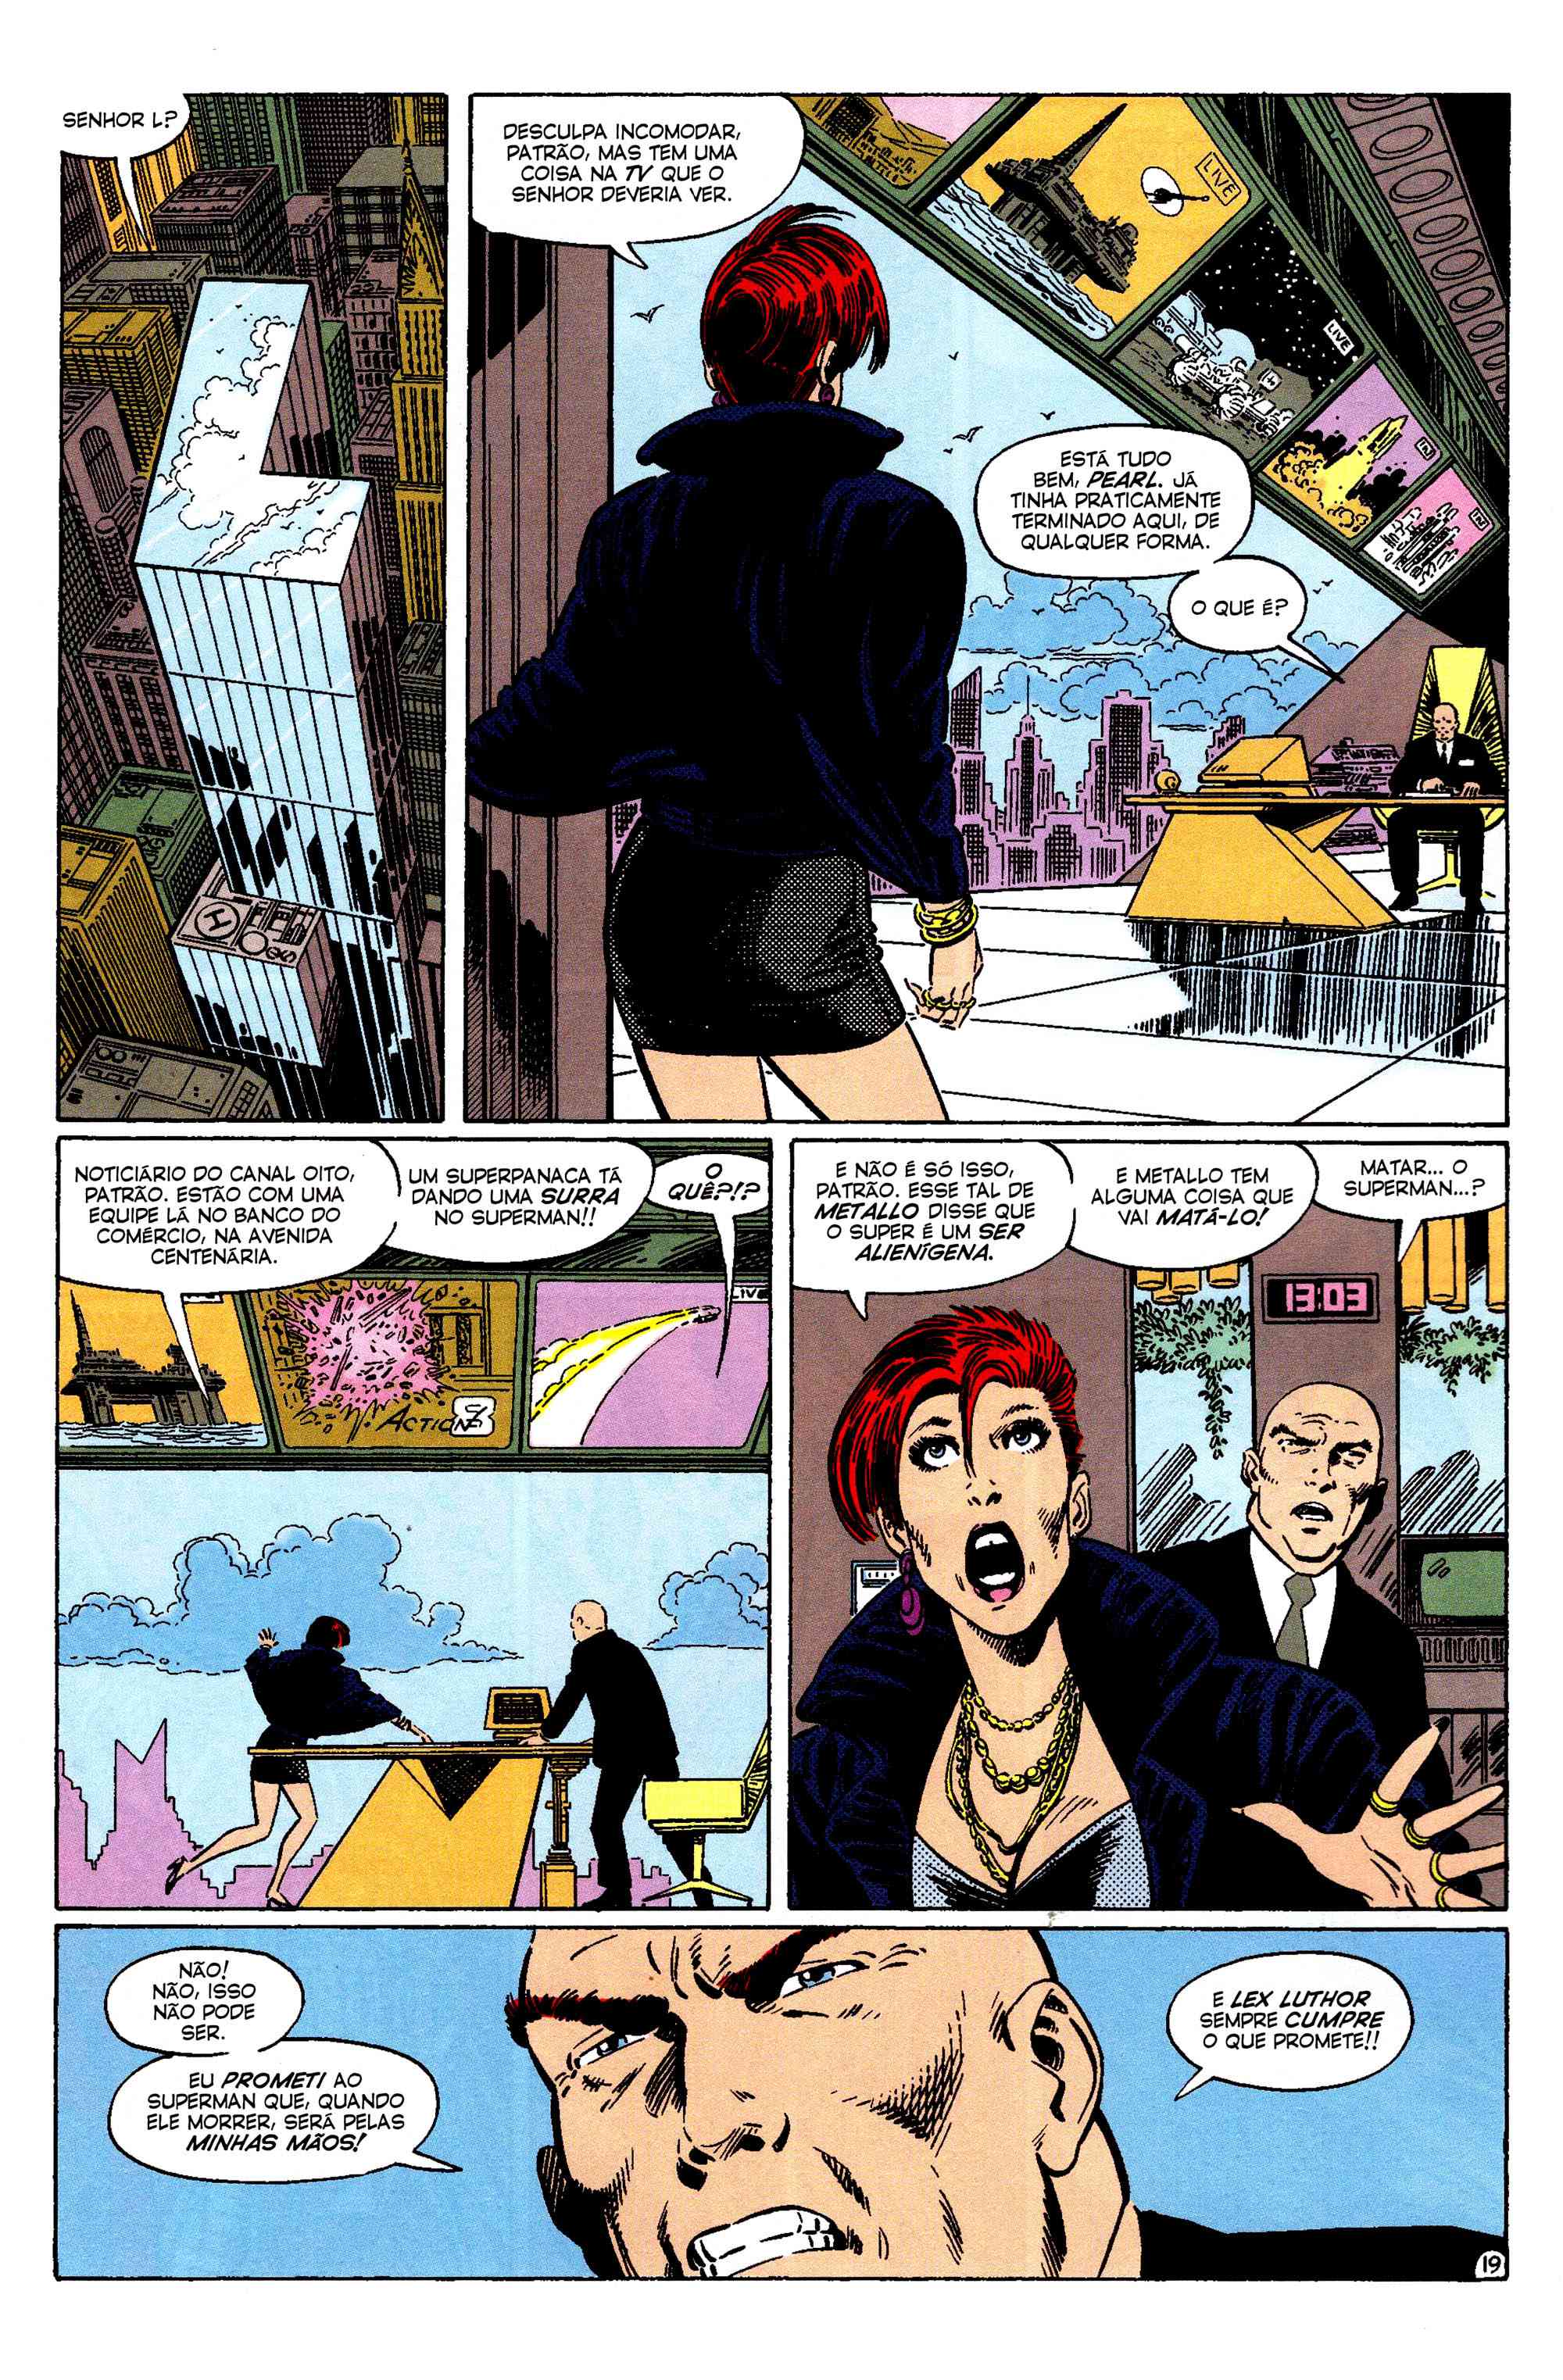 SENHOR L?
DESCULPA INCOMODAR,
PATRÃO, MAS TEM UMA
COISA NA TV QUE O
SENHOR DEVERIA VER.
LIVE
LIVE
ESTÁ TUDO
BEM, PEARL. JÁ
TINHA PRATICAMENTE
TERMINADO AQUI, DE
QUALQUER FORMA.
O QUE É?
H
NOTICIÁRIO DO CANAL OITO,
PATRÃO. ESTÃO COM UMA
EQUIPE LÁ NO BANCO DO
COMÉRCIO, NA AVENIDA
CENTENÁRIA.
UM SUPERPANACA TÁ
DANDO UMA SURRA
NO SUPERMAN!!
O
QUÊ?!?
LIVE
ACTION
E NÃO É SÓ ISSO,
PATRÃO. ESSE TAL DE
METALLO DISSE QUE
O SUPER É UM SER
ALIENÍGENA.
E METALLO TEM
ALGUMA COISA QUE
VAI MATÁ-LO!
MATAR... O
SUPERMAN...?
13:03
NÃO!
NÃO, ISSO
NÃO PODE
SER.
EU PROMETI AO
SUPERMAN QUE, QUANDO
ELE MORRER, SERÁ PELAS
MINHAS MÃOS!
E LEX LUTHOR
SEMPRE CUMPRE
O QUE PROMETE!!
19